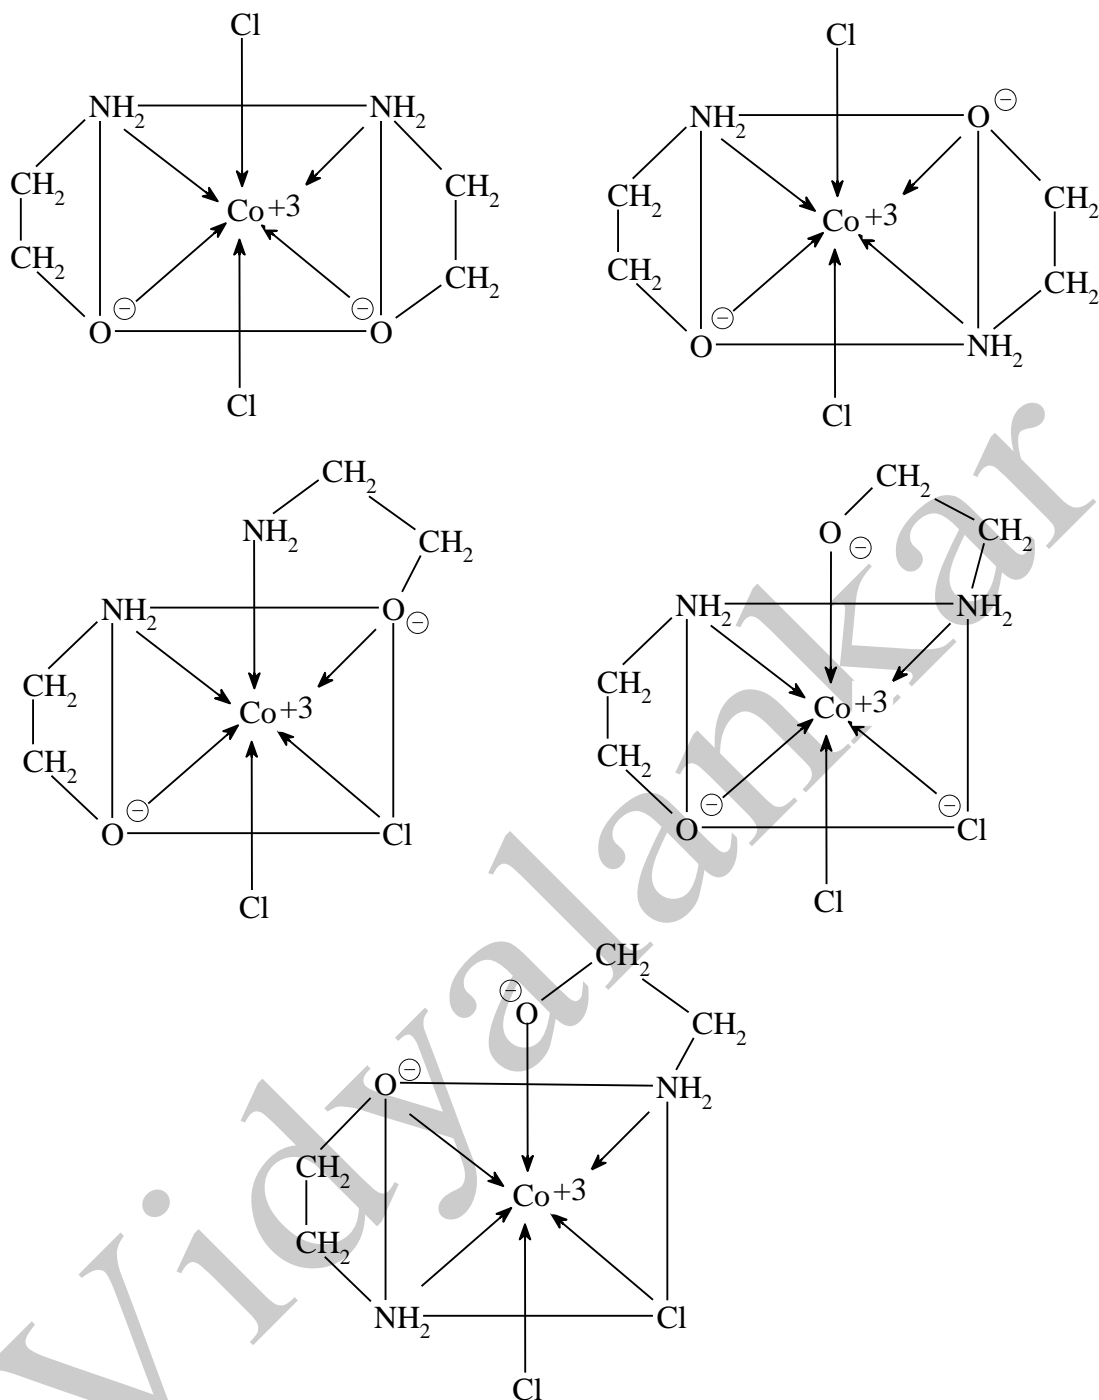 Cl
NH2 NH2
CH2 CH2
Co+3
CH2 CH2
O ⊖ ⊖ O
Cl
Cl
NH2 O ⊖
CH2 CH2
Co+3
CH2 CH2
O ⊖ NH2
Cl
CH2
NH2 CH2
NH2 O ⊖
CH2
Co+3
CH2
O ⊖ Cl
Cl
CH2
O ⊖ CH2
NH2 NH2
CH2
Co+3
CH2
O ⊖ ⊖ Cl
Cl
CH2
⊖ O CH2
O ⊖ NH2
CH2
Co+3
CH2
NH2 Cl
Cl
Vidyalankar